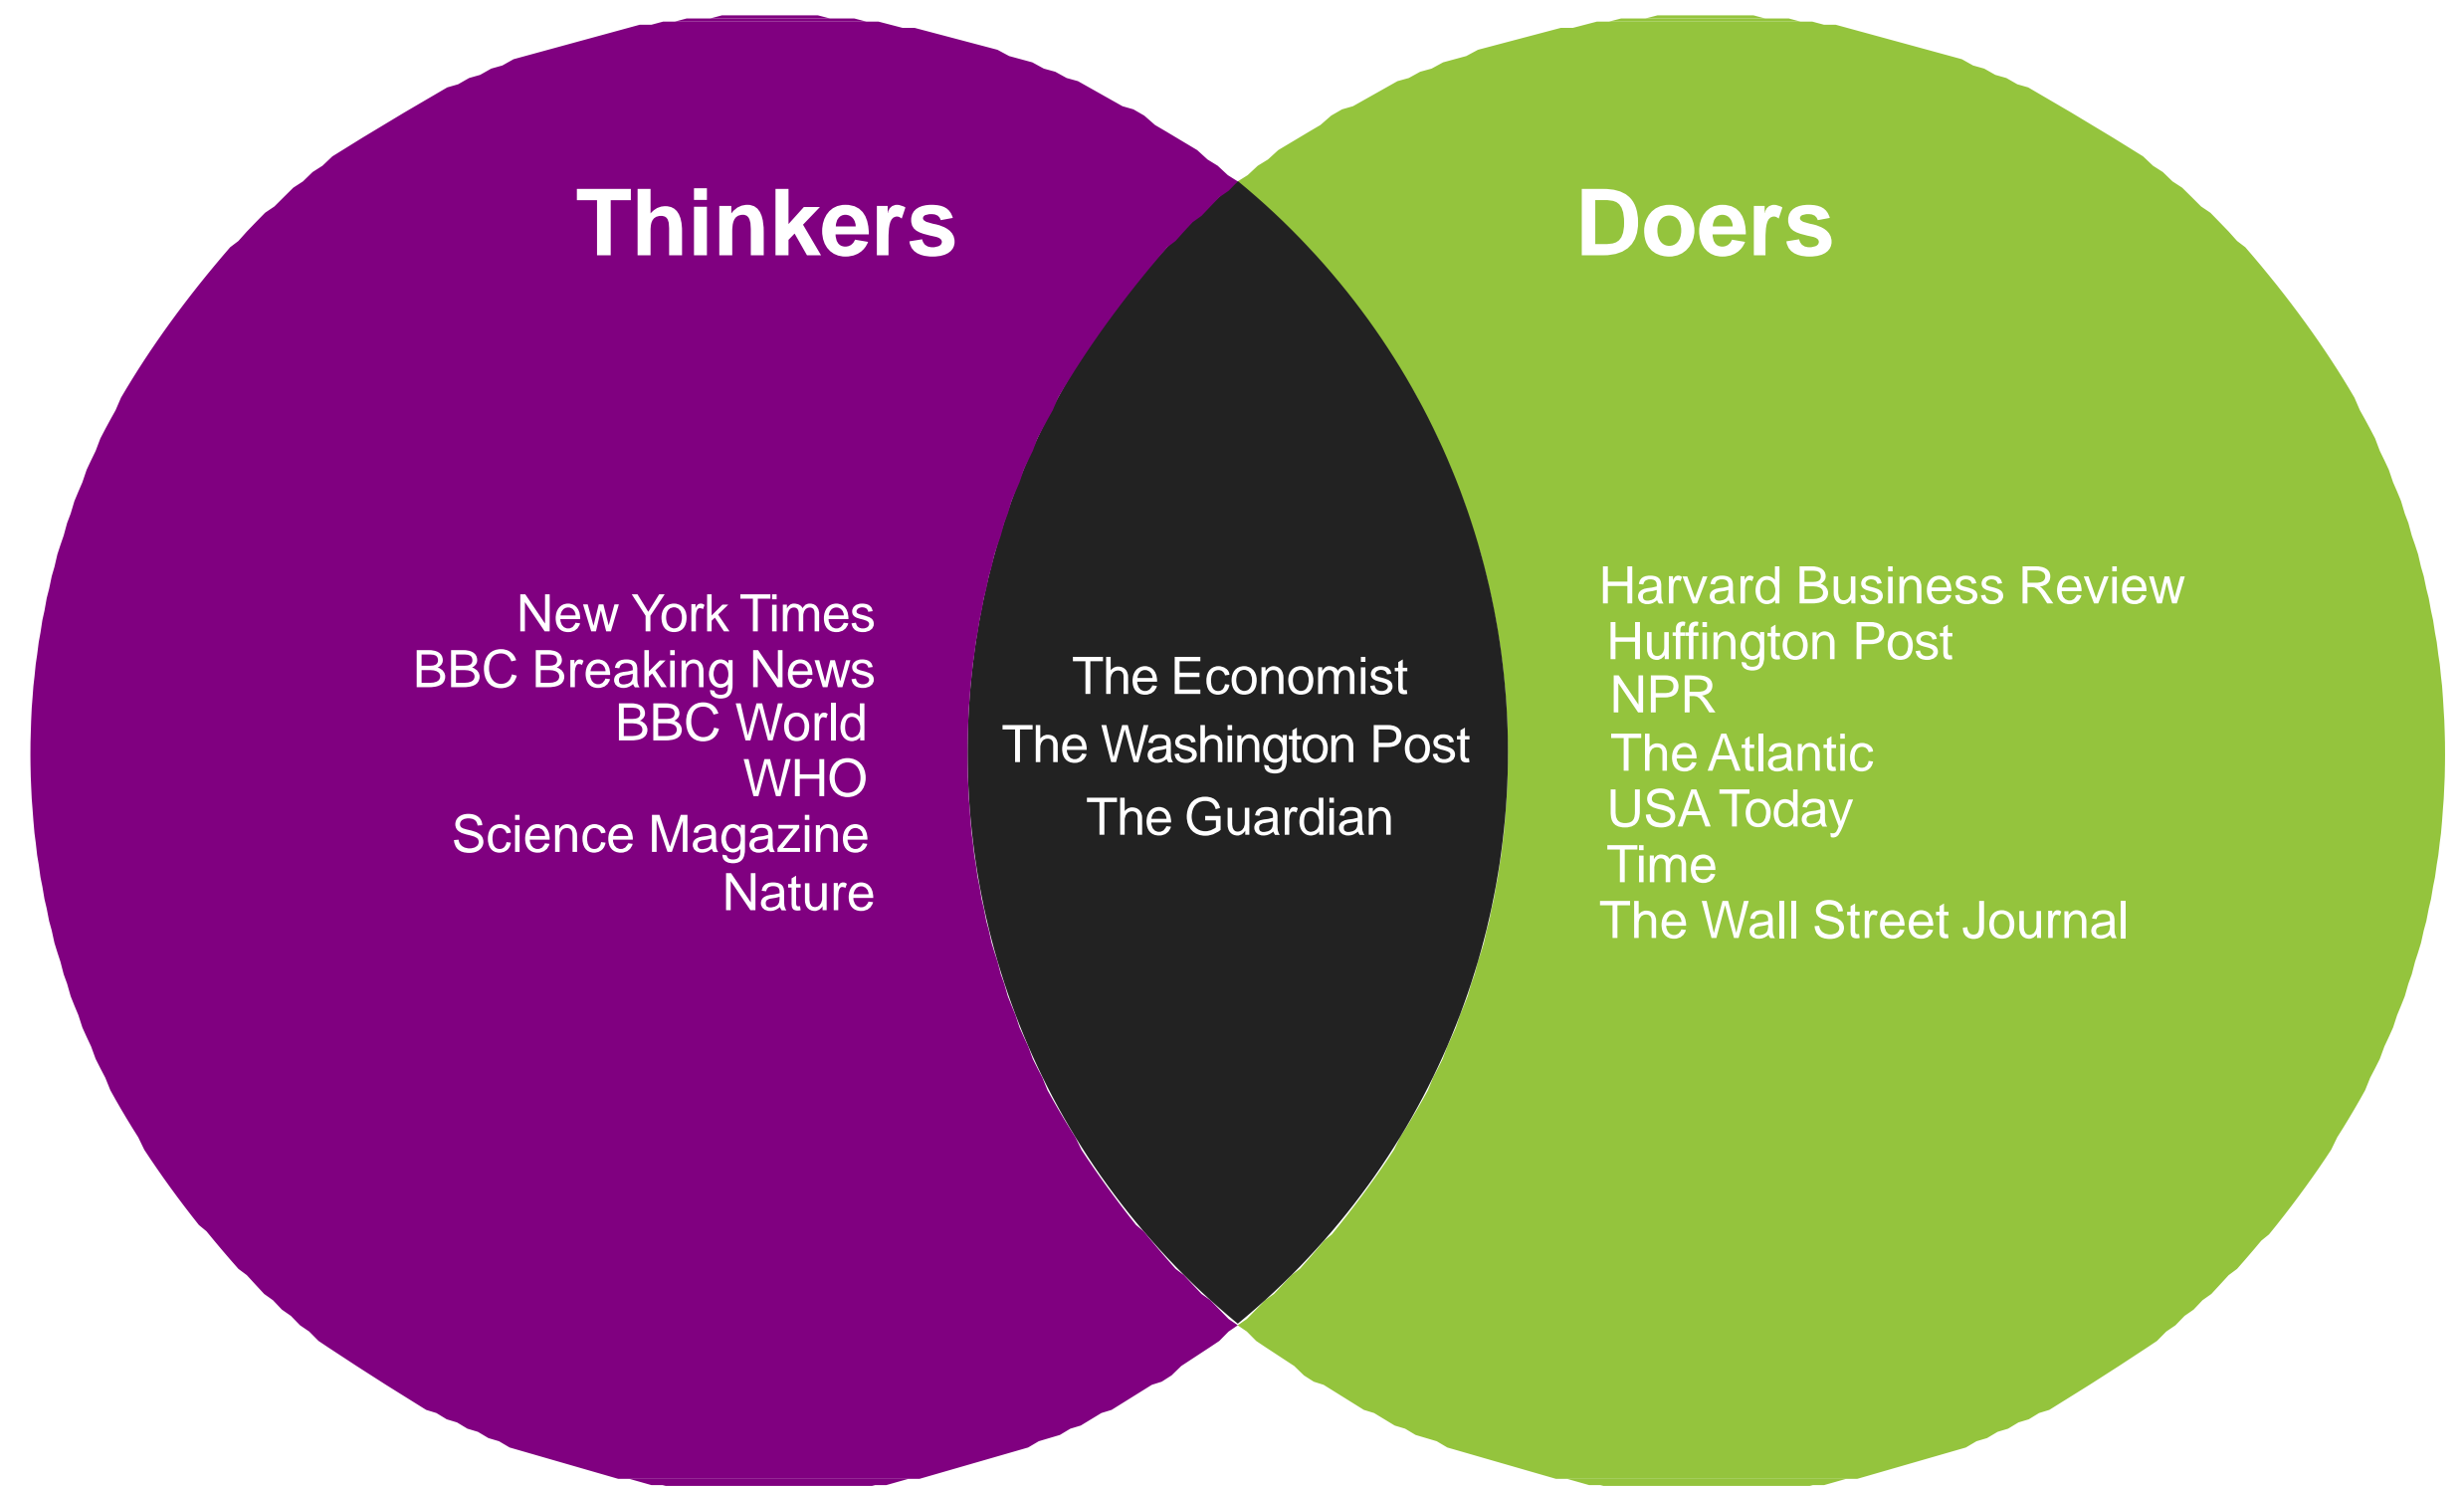 Thinkers
Doers
New York Times
BBC Breaking News
BBC World
WHO
Science Magazine
Nature
The Economist
The Washington Post
The Guardian
Harvard Business Review
Huffington Post
NPR
The Atlantic
USA Today
Time
The Wall Street Journal